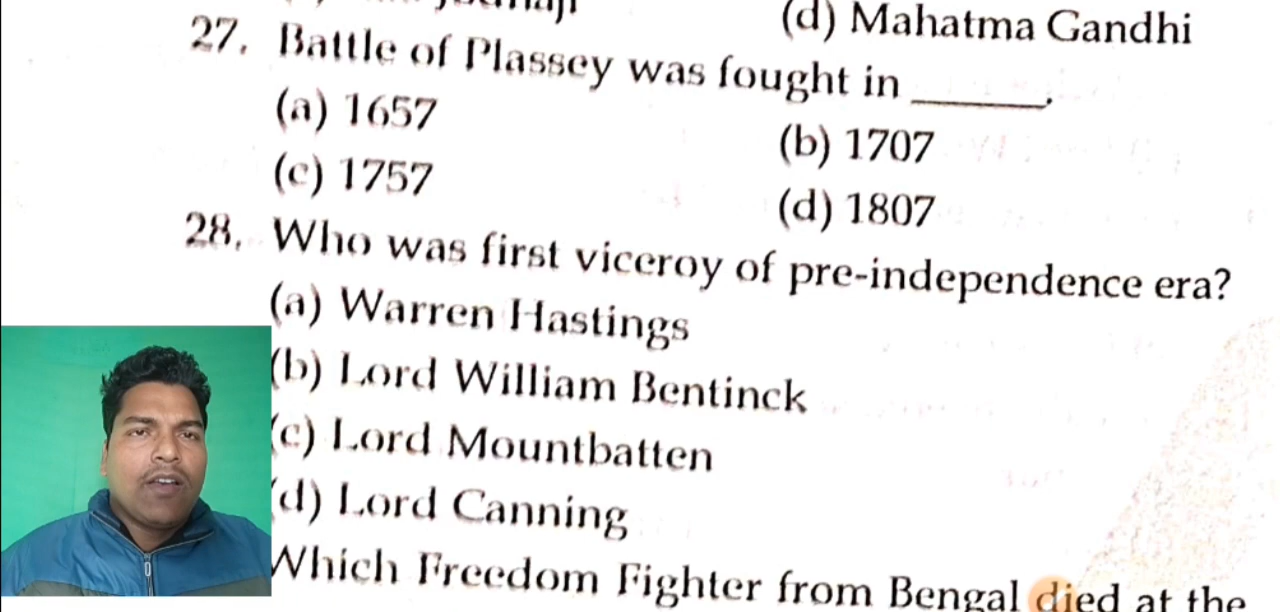 (d) Mahatma Gandhi
27. Battle of Plassey was fought in ______.
(a) 1657
(b) 1707
(c) 1757
(d) 1807
28. Who was first viceroy of pre-independence era?
(a) Warren Hastings
(b) Lord William Bentinck
(c) Lord Mountbatten
(d) Lord Canning
Which Freedom Fighter from Bengal died at the